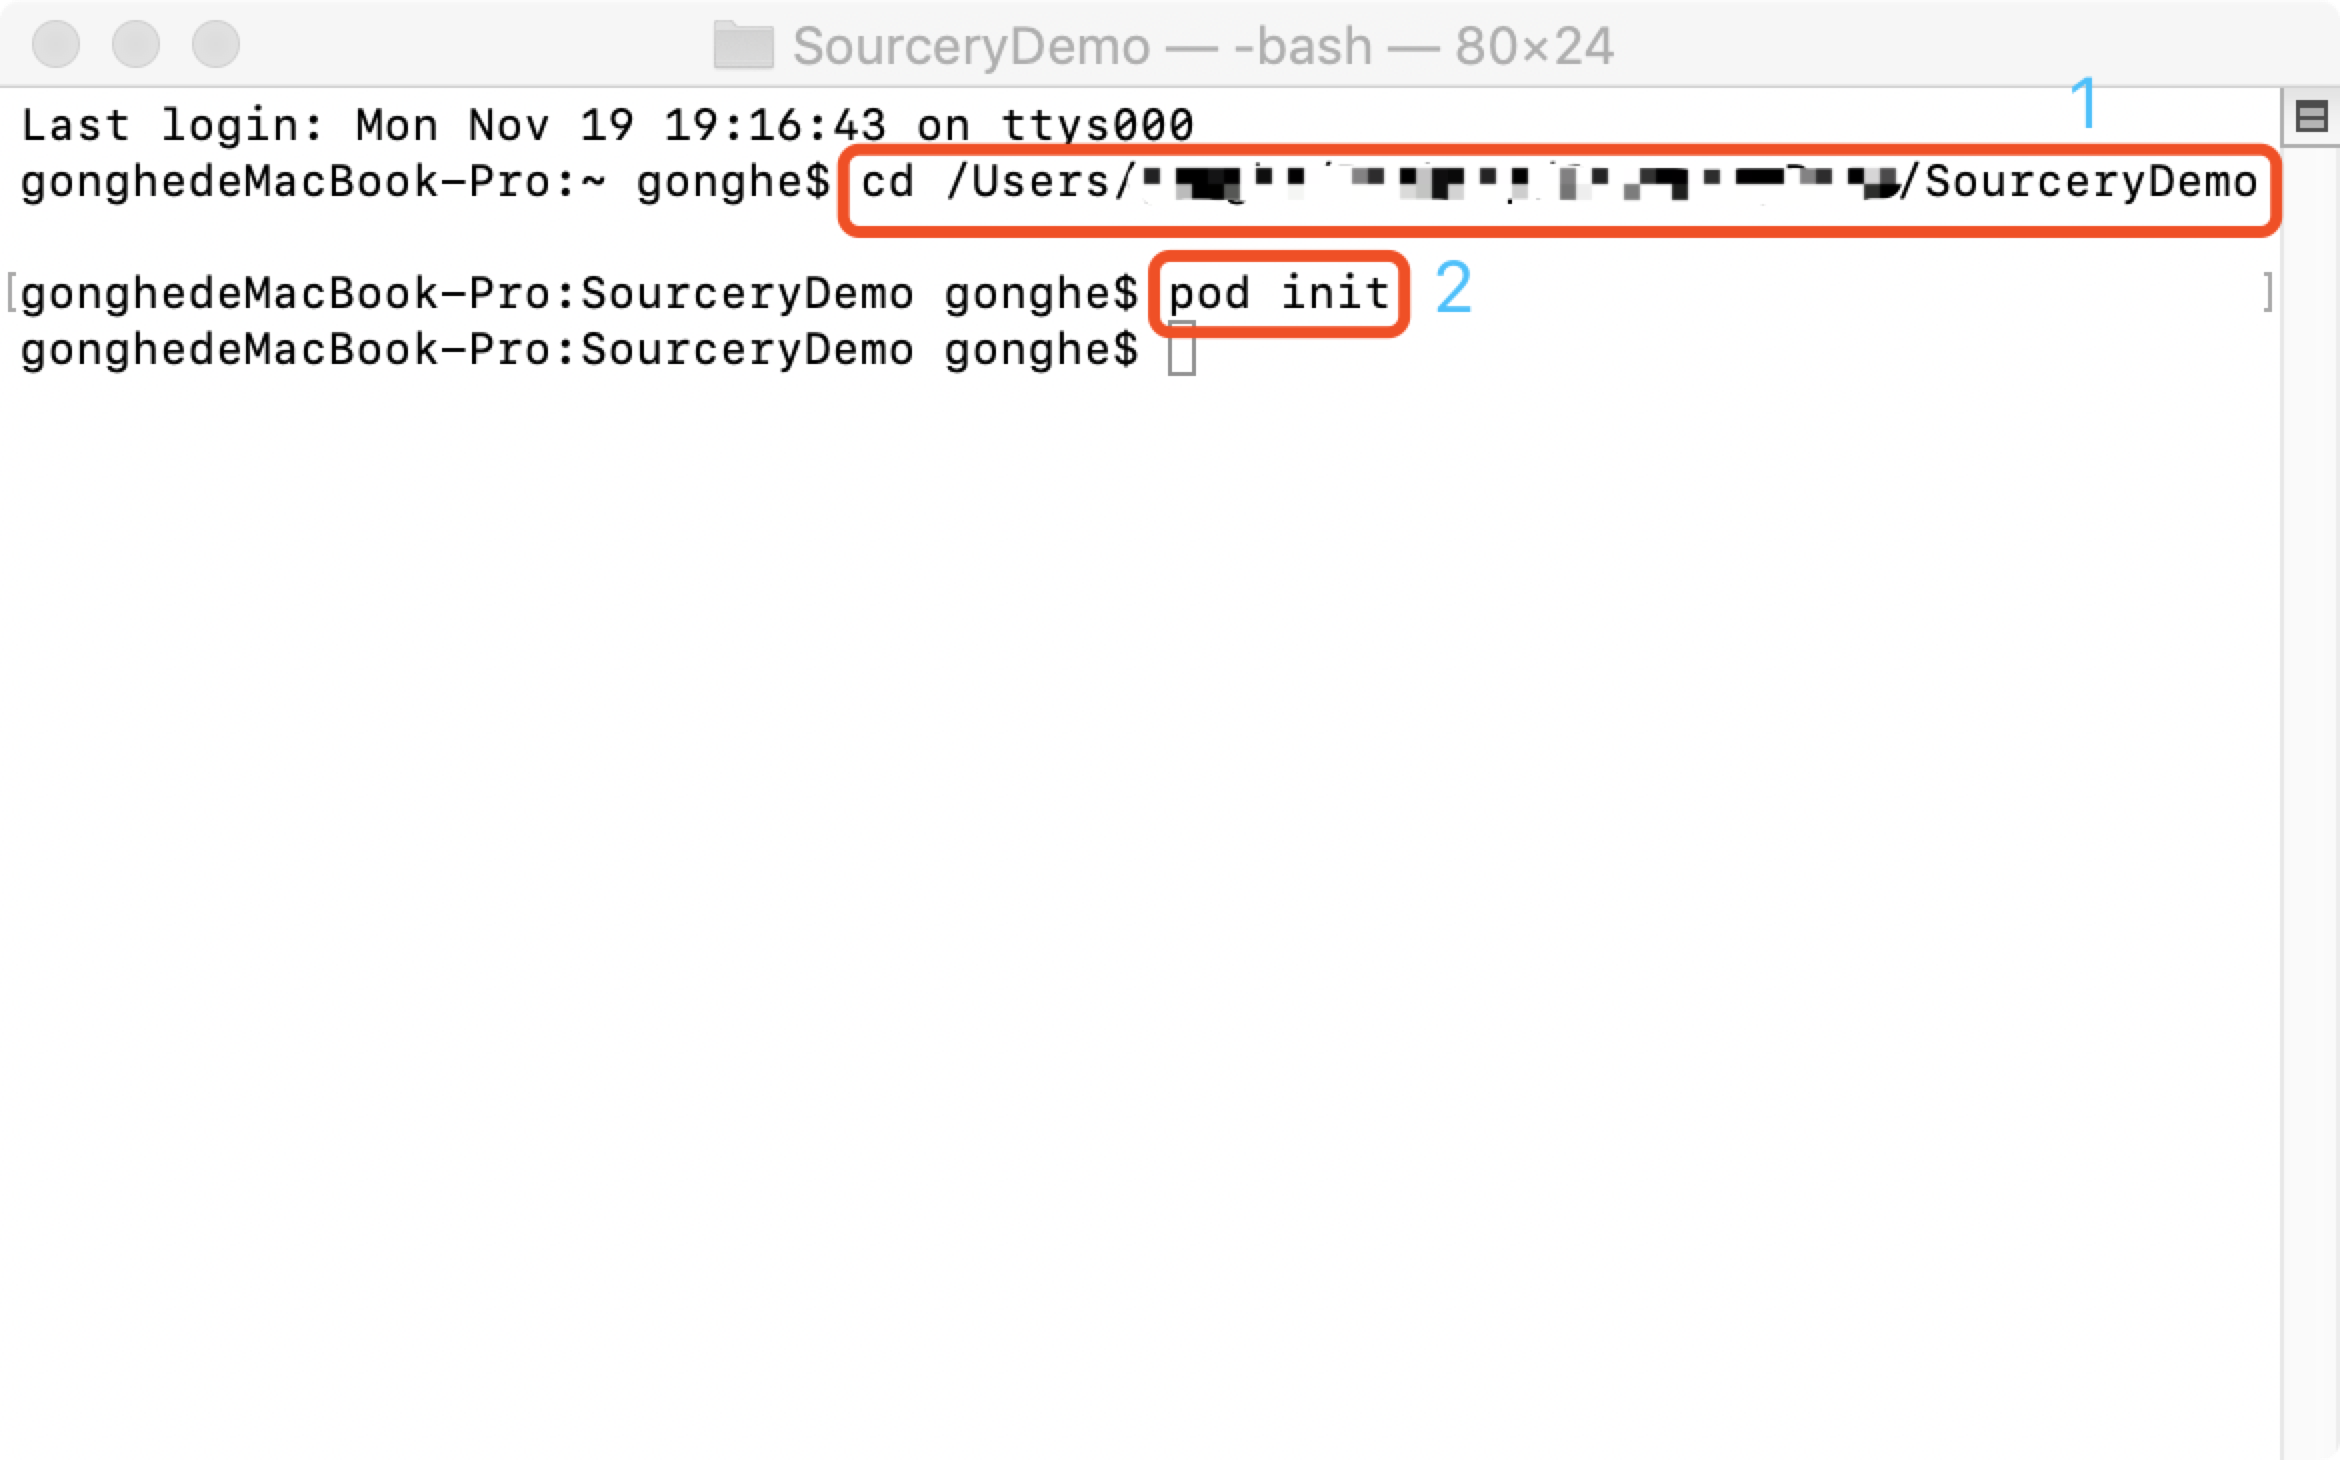 SourceryDemo — -bash — 80×24
1
Last login: Mon Nov 19 19:16:43 on ttys000
gonghedeMacBook-Pro:~ gonghe$ cd /Users/ /SourceryDemo
[gonghedeMacBook-Pro:SourceryDemo gonghe$ pod init 2 ]
gonghedeMacBook-Pro:SourceryDemo gonghe$